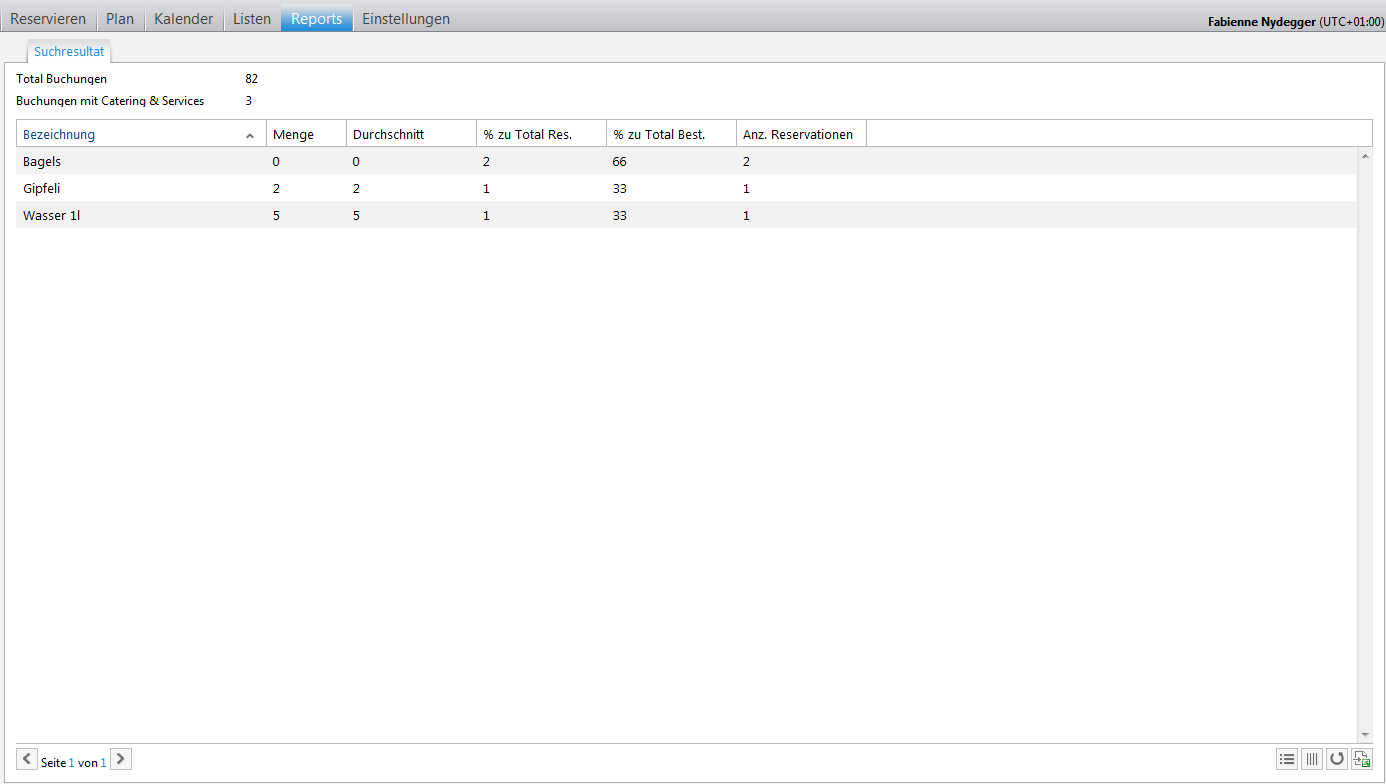 Reservieren Plan Kalender Listen Reports Einstellungen Fabienne Nydegger (UTC+01:00)
Suchresultat
Total Buchungen 82
Buchungen mit Catering & Services 3
Bezeichnung Menge Durchschnitt % zu Total Res. % zu Total Best. Anz. Reservationen
Bagels 0 0 2 66 2
Gipfeli 2 2 1 33 1
Wasser 1l 5 5 1 33 1
Seite 1 von 1